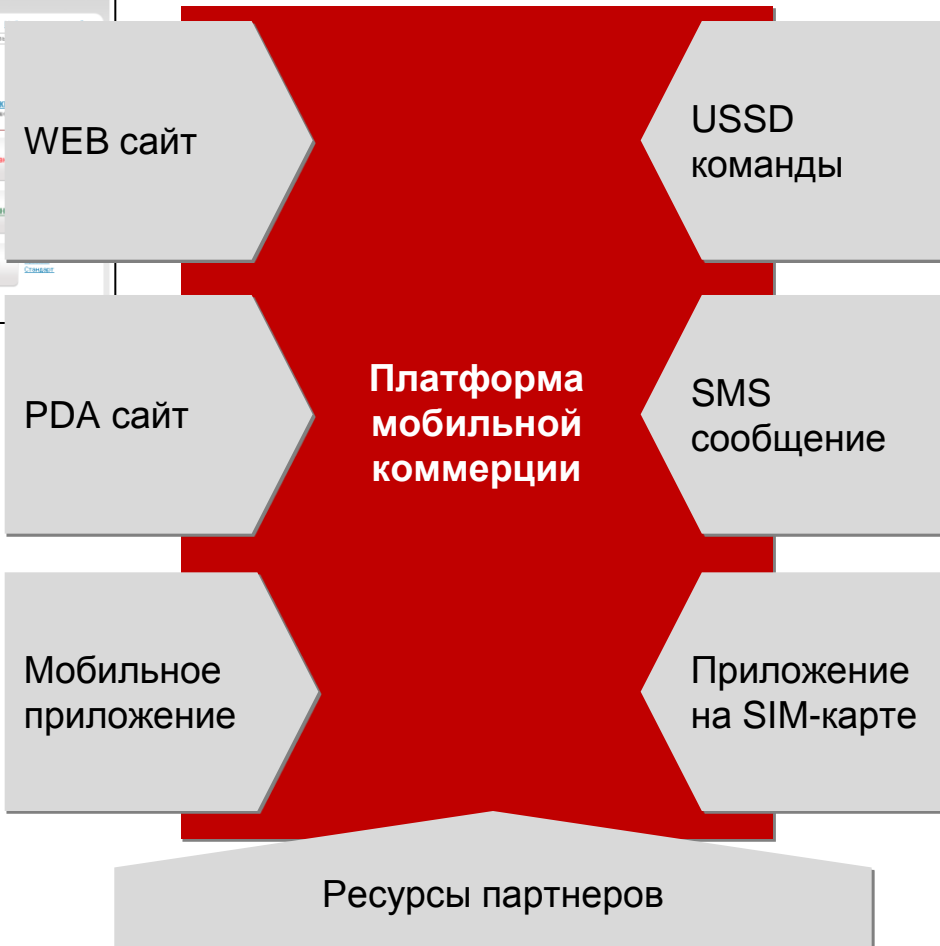 WEB сайт
USSD
команды
Стандарт
PDA сайт
Платформа
мобильной
коммерции
SMS
сообщение
Мобильное
приложение
Приложение
на SIM-карте
Ресурсы партнеров